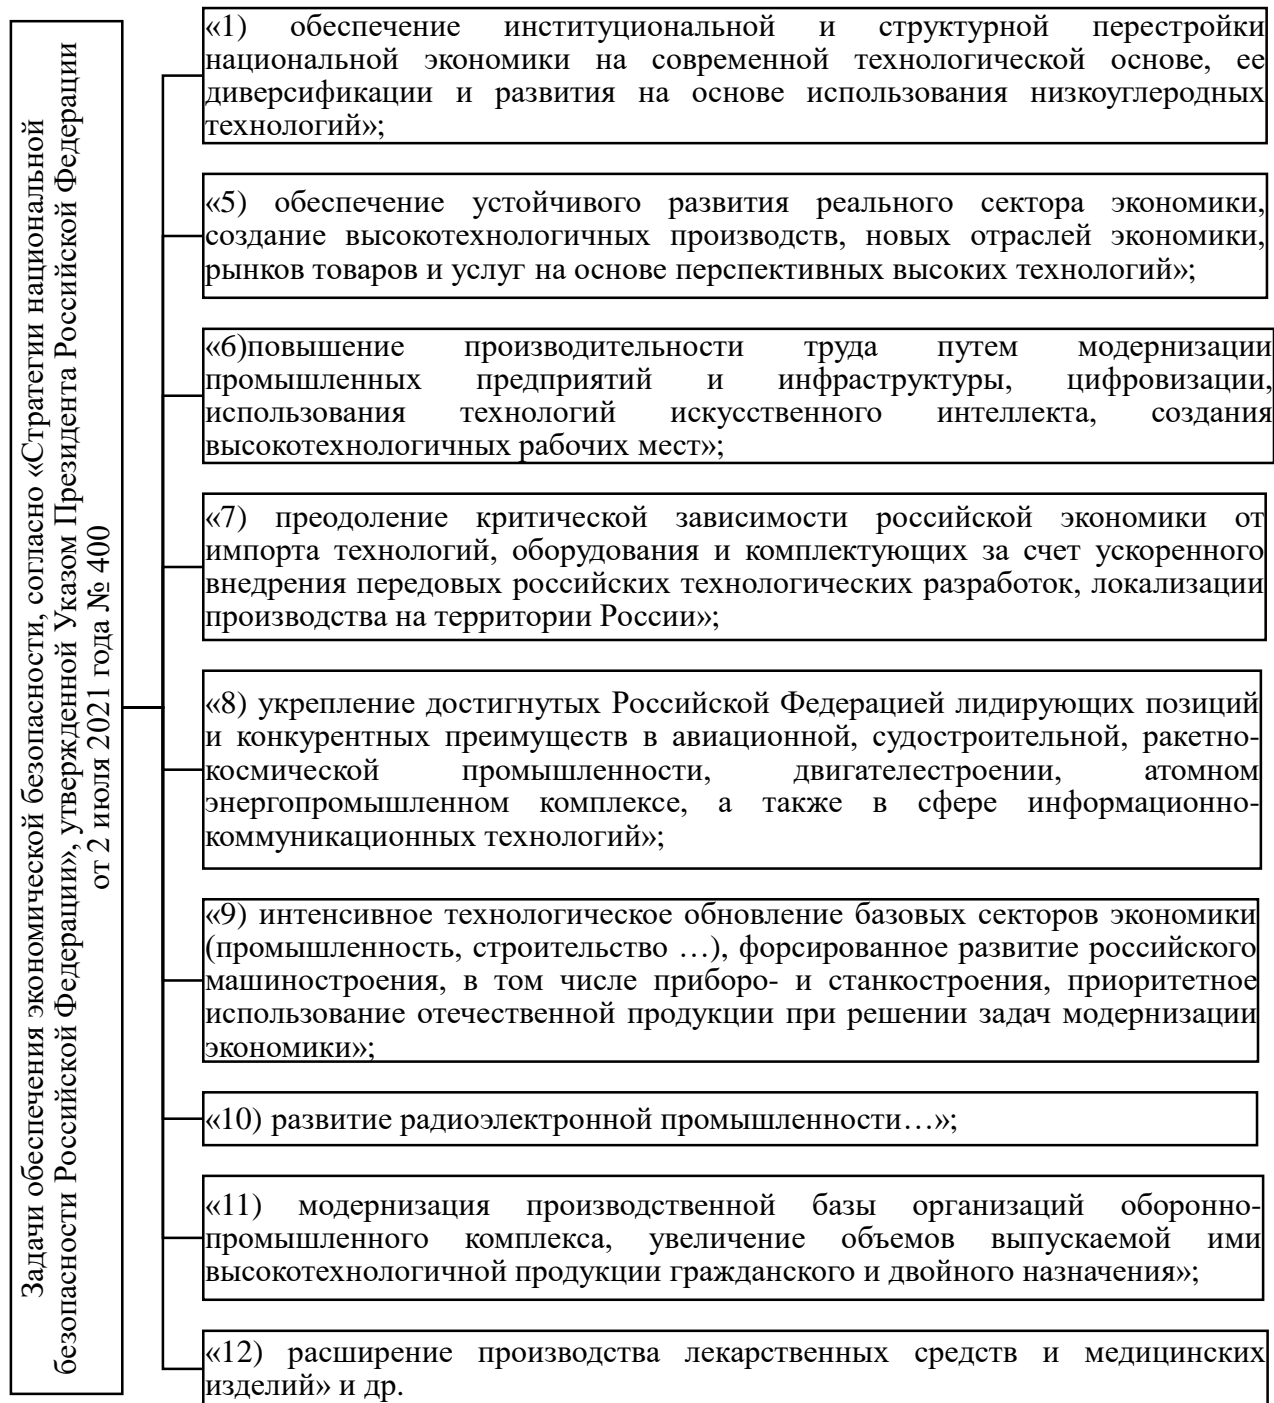 Задачи обеспечения экономической безопасности, согласно «Стратегии национальной
безопасности Российской Федерации», утвержденной Указом Президента Российской Федерации
от 2 июля 2021 года № 400
«1) обеспечение институциональной и структурной перестройки
национальной экономики на современной технологической основе, ее
диверсификации и развития на основе использования низкоуглеродных
технологий»;
«5) обеспечение устойчивого развития реального сектора экономики,
создание высокотехнологичных производств, новых отраслей экономики,
рынков товаров и услуг на основе перспективных высоких технологий»;
«6)повышение производительности труда путем модернизации
промышленных предприятий и инфраструктуры, цифровизации,
использования технологий искусственного интеллекта, создания
высокотехнологичных рабочих мест»;
«7) преодоление критической зависимости российской экономики от
импорта технологий, оборудования и комплектующих за счет ускоренного
внедрения передовых российских технологических разработок, локализации
производства на территории России»;
«8) укрепление достигнутых Российской Федерацией лидирующих позиций
и конкурентных преимуществ в авиационной, судостроительной, ракетно-
космической промышленности, двигателестроении, атомном
энергопромышленном комплексе, а также в сфере информационно-
коммуникационных технологий»;
«9) интенсивное технологическое обновление базовых секторов экономики
(промышленность, строительство …), форсированное развитие российского
машиностроения, в том числе приборо- и станкостроения, приоритетное
использование отечественной продукции при решении задач модернизации
экономики»;
«10) развитие радиоэлектронной промышленности…»;
«11) модернизация производственной базы организаций оборонно-
промышленного комплекса, увеличение объемов выпускаемой ими
высокотехнологичной продукции гражданского и двойного назначения»;
«12) расширение производства лекарственных средств и медицинских
изделий» и др.